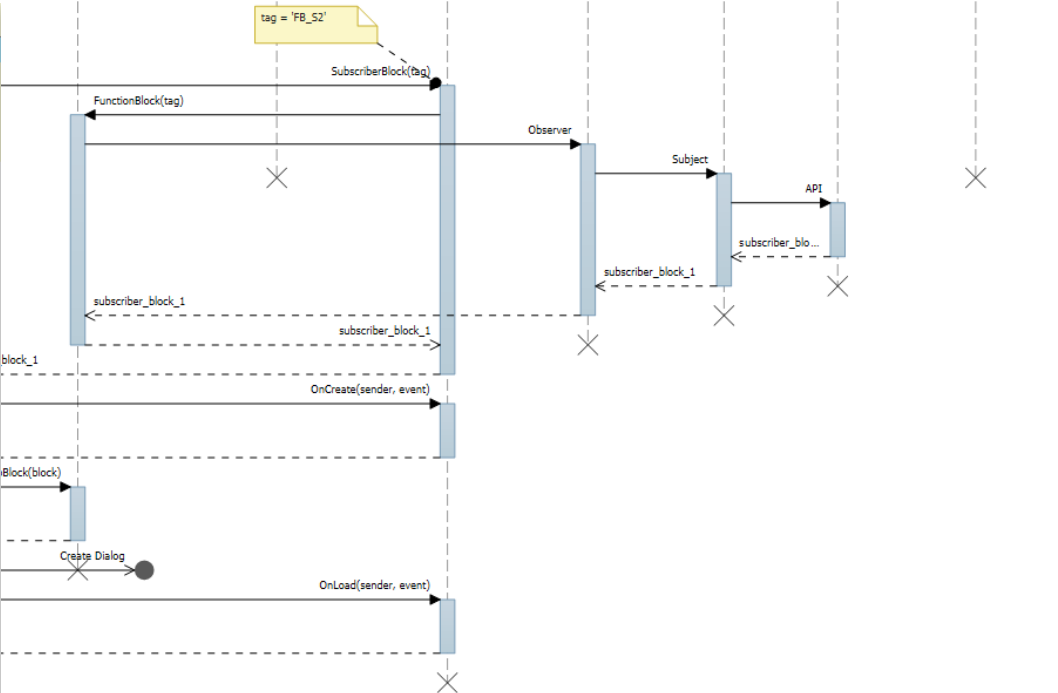 tag = 'FB_S2'
SubscriberBlock(tag)
FunctionBlock(tag)
Observer
Subject
API
subscriber_blo...
subscriber_block_1
subscriber_block_1
subscriber_block_1
block_1
OnCreate(sender, event)
Block(block)
Create Dialog
OnLoad(sender, event)